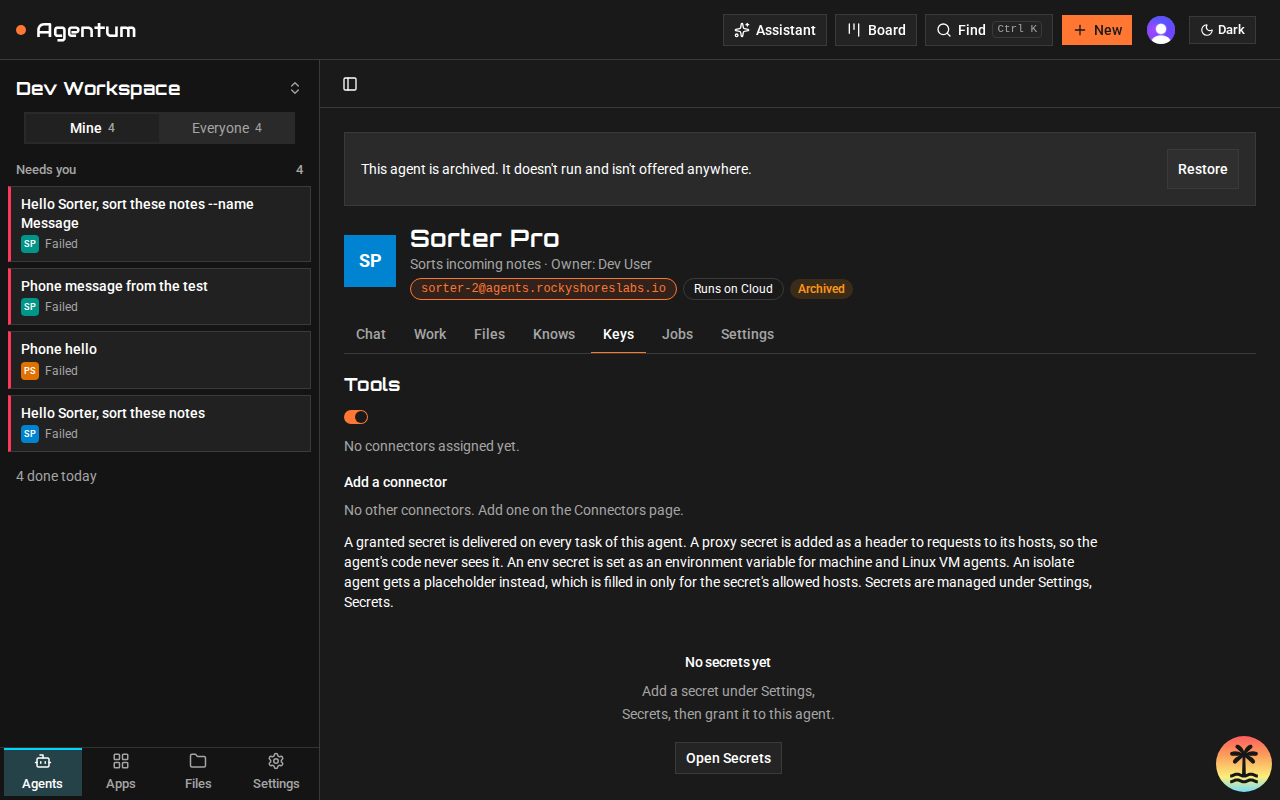 Agentum
Assistant
Board
Find Ctrl K
New
Dark
Dev Workspace
Mine 4
Everyone 4
Needs you 4
Hello Sorter, sort these notes --name
Message
SP Failed
Phone message from the test
SP Failed
Phone hello
PS Failed
Hello Sorter, sort these notes
SP Failed
4 done today
Agents
Apps
Files
Settings
This agent is archived. It doesn't run and isn't offered anywhere.
Restore
SP
Sorter Pro
Sorts incoming notes · Owner: Dev User
sorter-2@agents.rockyshoreslabs.io
Runs on Cloud
Archived
Chat
Work
Files
Knows
Keys
Jobs
Settings
Tools
No connectors assigned yet.
Add a connector
No other connectors. Add one on the Connectors page.
A granted secret is delivered on every task of this agent. A proxy secret is added as a header to requests to its hosts, so the
agent's code never sees it. An env secret is set as an environment variable for machine and Linux VM agents. An isolate
agent gets a placeholder instead, which is filled in only for the secret's allowed hosts. Secrets are managed under Settings,
Secrets.
No secrets yet
Add a secret under Settings,
Secrets, then grant it to this agent.
Open Secrets